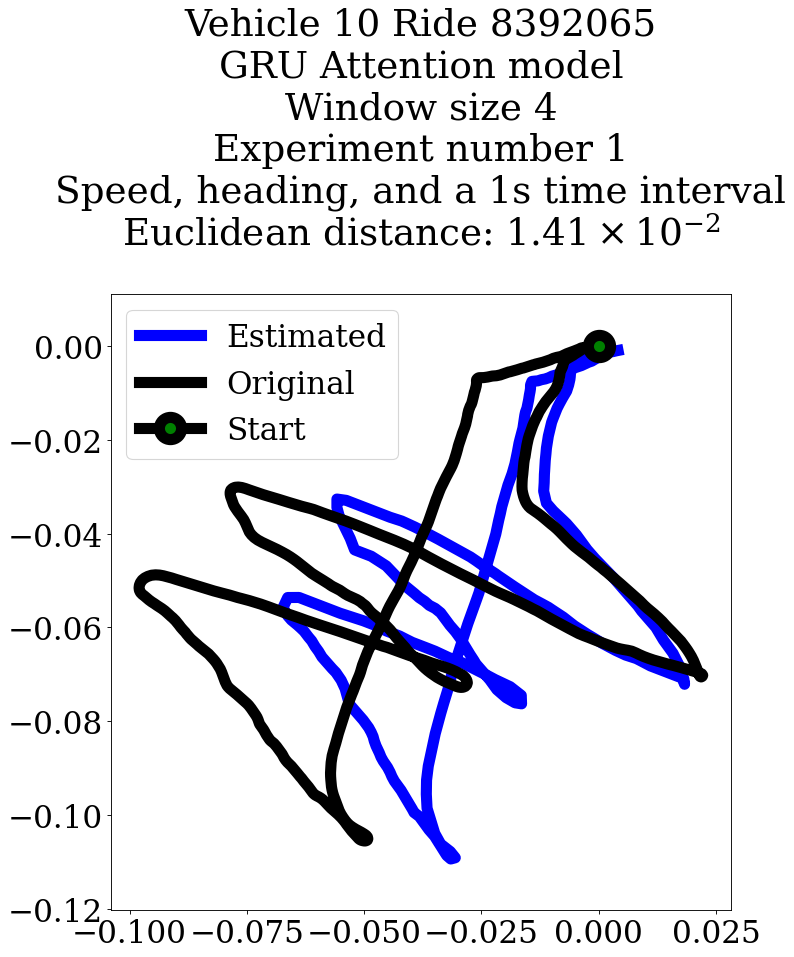 Vehicle 10 Ride 8392065
GRU Attention model
Window size 4
Experiment number 1
Speed, heading, and a 1s time interval
Euclidean distance: 1.41 × 10⁻²
Estimated
Original
Start
0.00
−0.02
−0.04
−0.06
−0.08
−0.10
−0.12
−0.100 −0.075 −0.050 −0.025 0.000 0.025